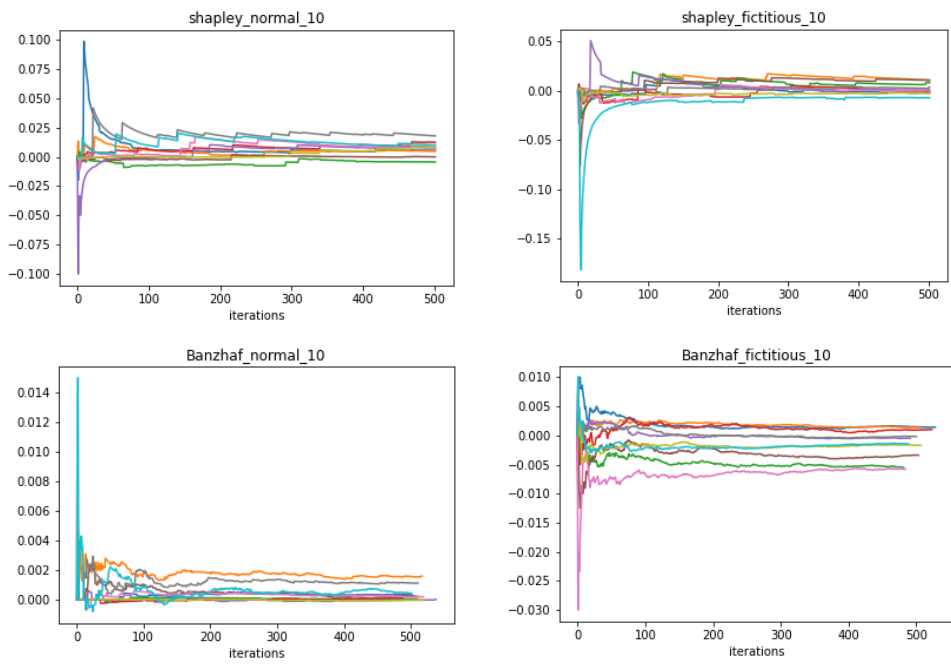 shapley_normal_10
0.100
0.075
0.050
0.025
0.000
−0.025
−0.050
−0.075
−0.100
0 100 200 300 400 500
iterations
shapley_fictitious_10
0.05
0.00
−0.05
−0.10
−0.15
0 100 200 300 400 500
iterations
Banzhaf_normal_10
0.014
0.012
0.010
0.008
0.006
0.004
0.002
0.000
0 100 200 300 400 500
iterations
Banzhaf_fictitious_10
0.010
0.005
0.000
−0.005
−0.010
−0.015
−0.020
−0.025
−0.030
0 100 200 300 400 500
iterations